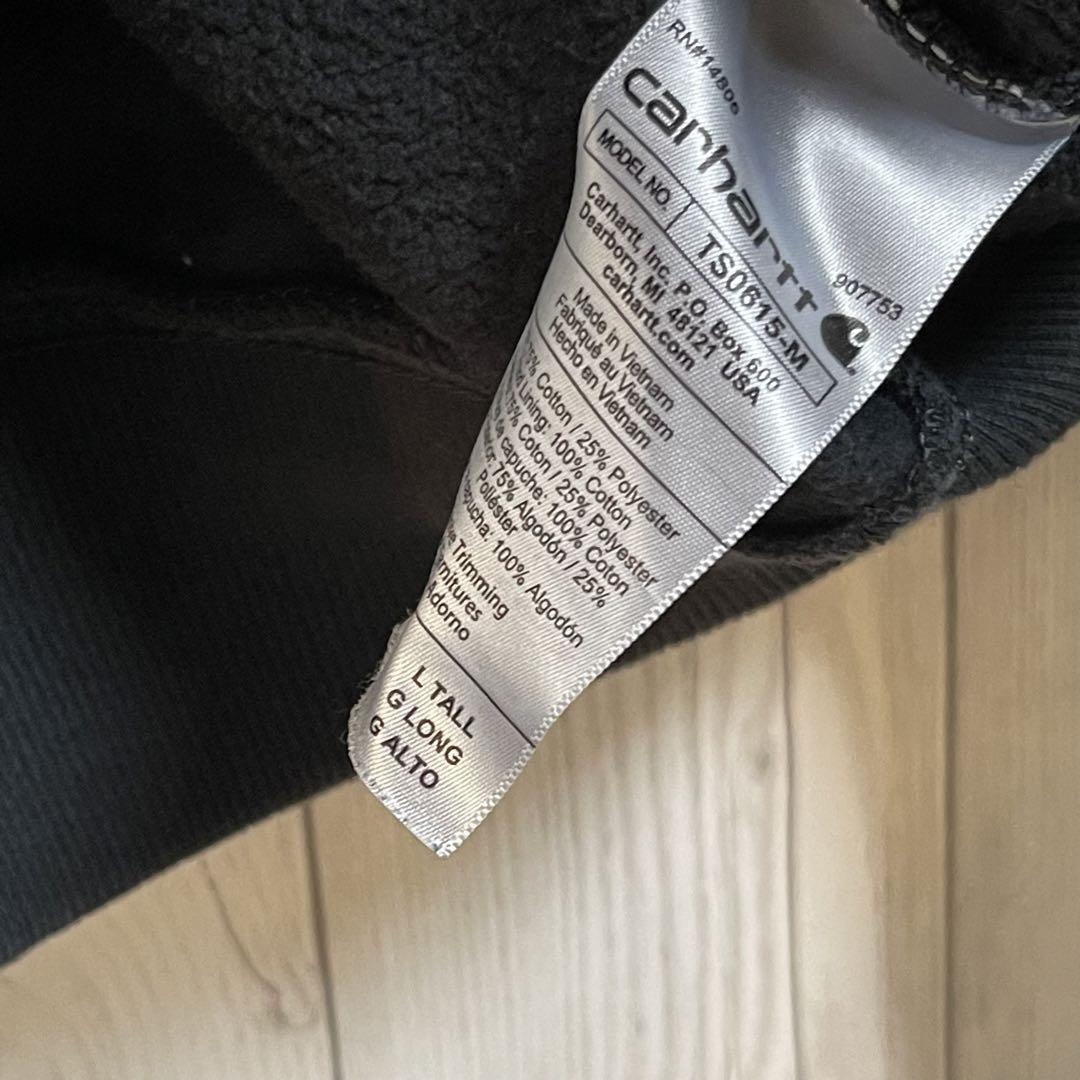 RN#14806
carhartt
907753
MODEL NO. TS0615-M
Carhartt, Inc. P.O. Box 600
Dearborn, MI 48121 USA
carhartt.com
Made in Vietnam
Fabriqué au Vietnam
Hecho en Vietnam
Cotton / 25% Polyester
Lining: 100% Cotton
75% Coton / 25% Polyester
de capuche: 100% Coton
75% Algodón / 25%
Poliéster
100% Algodón
Trimming
Adorno
L TALL
G LONG
G ALTO